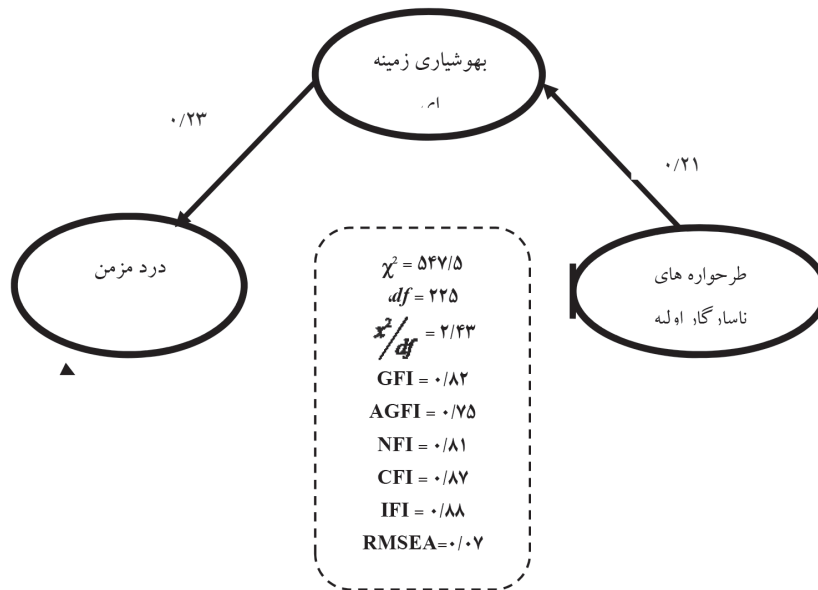 بهوشیاری زمینه
ای
۰/۲۳
۰/۲۱
درد مزمن
طرحواره های
ناسازگار اولیه
χ² = ۵۴۷/۵
df = ۲۲۵
x²/df = ۲/۴۳
GFI = ۰/۸۲
AGFI = ۰/۷۵
NFI = ۰/۸۱
CFI = ۰/۸۷
IFI = ۰/۸۸
RMSEA=۰/۰۷